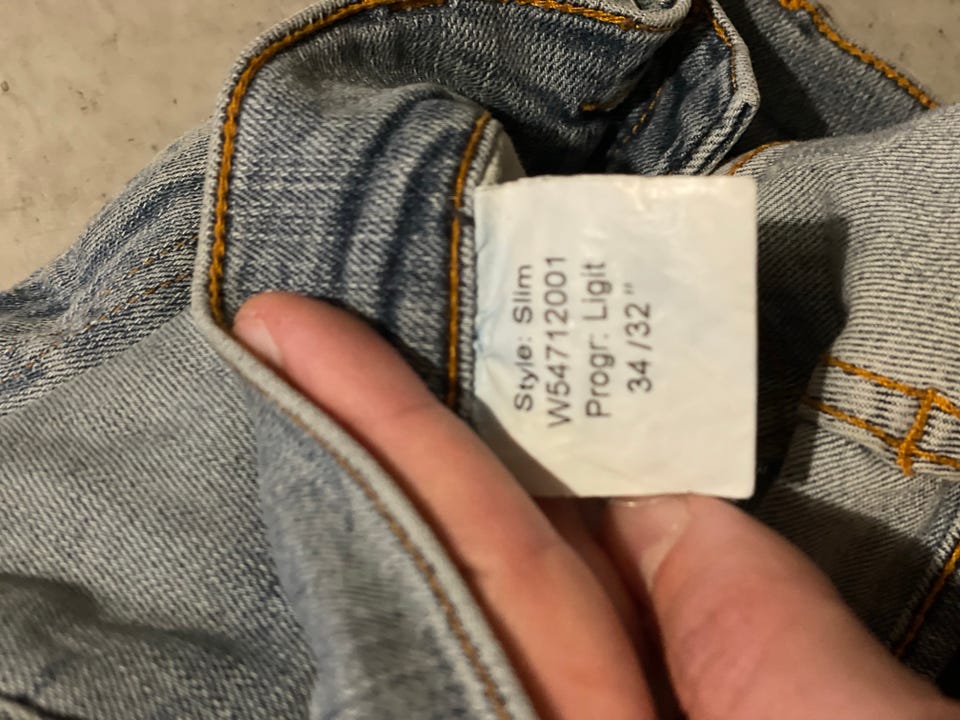 Style: Slim
W54712001
Progr: Ligit
34/32"